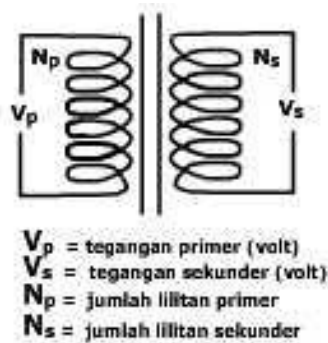 Np
Ns
Vp
Vs
Vp = tegangan primer (volt)
Vs = tegangan sekunder (volt)
Np = jumlah lilitan primer
Ns = jumlah lilitan sekunder